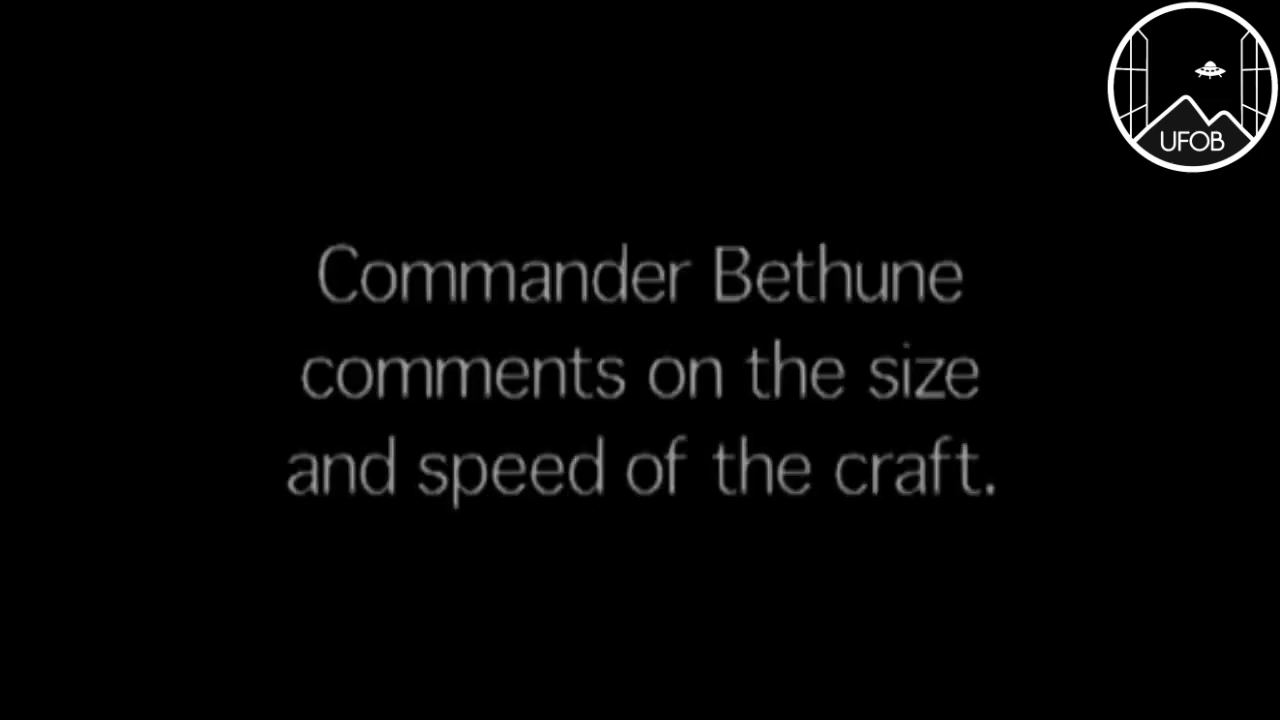 UFOB
Commander Bethune
comments on the size
and speed of the craft.